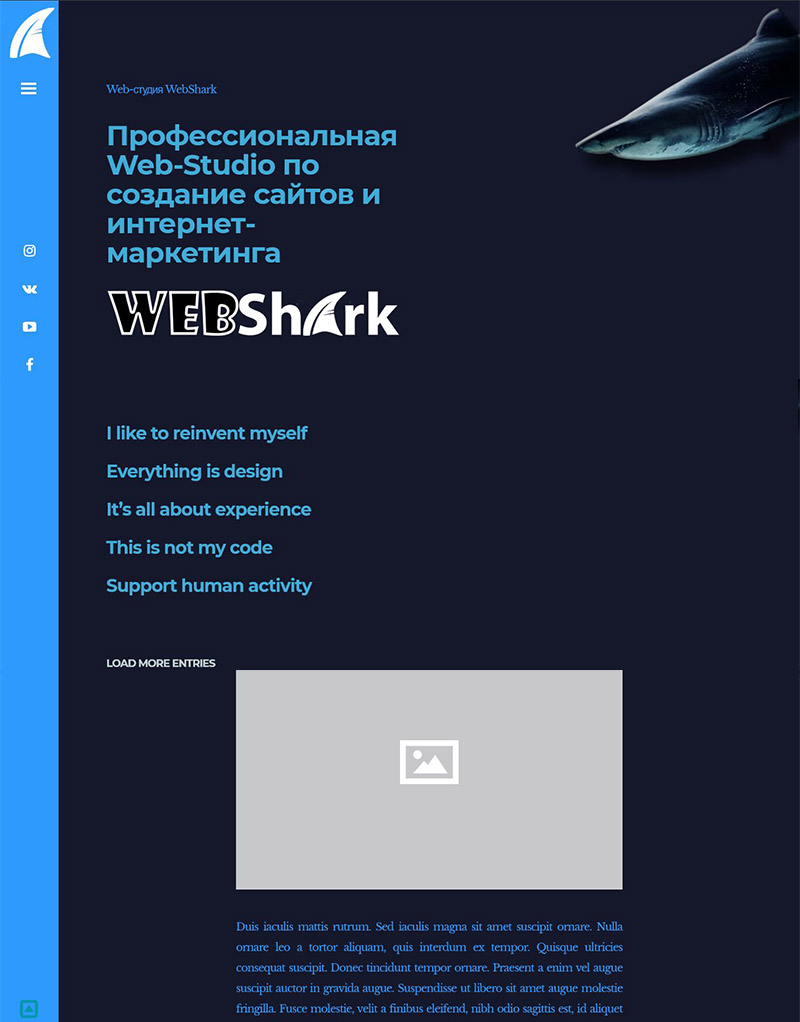 Web-студия WebShark
Профессиональная
Web-Studio по
создание сайтов и
интернет-
маркетинга
WEBShark
I like to reinvent myself
Everything is design
It's all about experience
This is not my code
Support human activity
LOAD MORE ENTRIES
Duis iaculis mattis rutrum. Sed iaculis magna sit amet suscipit ornare. Nulla
ornare leo a tortor aliquam, quis interdum ex tempor. Quisque ultricies
consequat suscipit. Donec tincidunt tempor ornare. Praesent a enim vel augue
suscipit auctor in gravida augue. Suspendisse ut libero sit amet augue molestie
fringilla. Fusce molestie, velit a finibus eleifend, nibh odio sagittis est, id aliquet